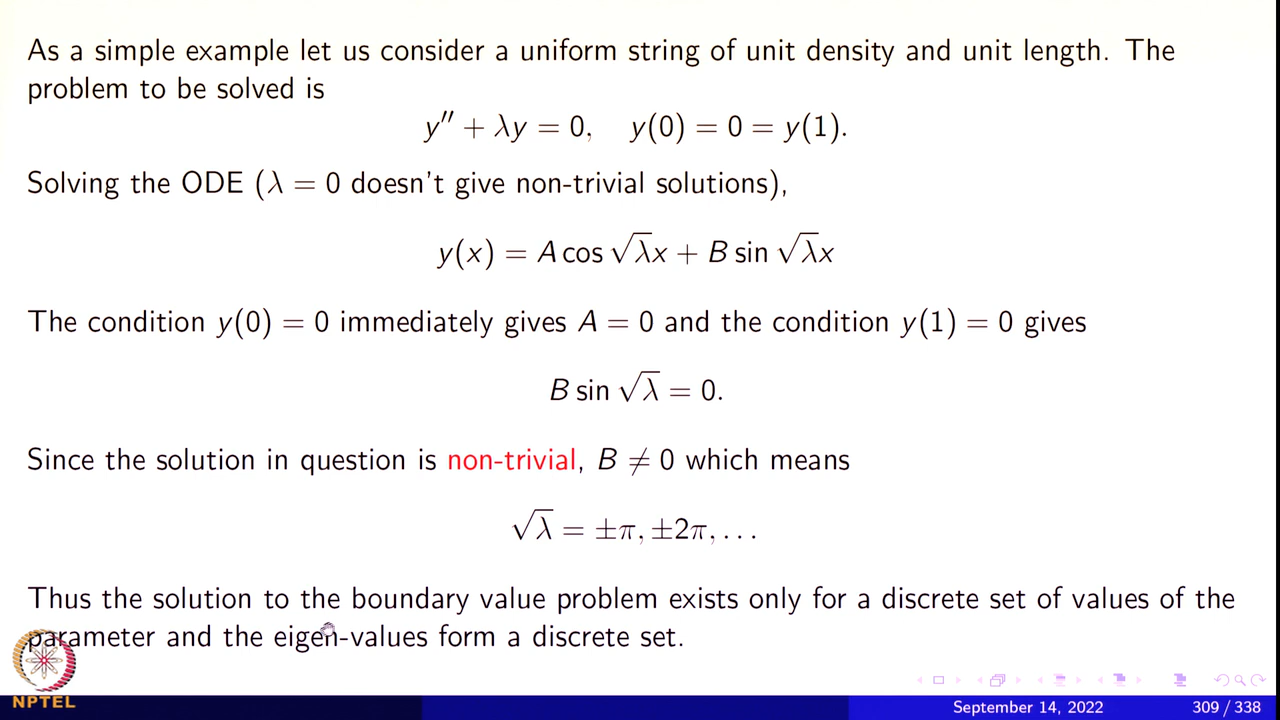 As a simple example let us consider a uniform string of unit density and unit length. The
problem to be solved is
y″ + λy = 0, y(0) = 0 = y(1).
Solving the ODE (λ = 0 doesn't give non-trivial solutions),
y(x) = A cos √λx + B sin √λx
The condition y(0) = 0 immediately gives A = 0 and the condition y(1) = 0 gives
B sin √λ = 0.
Since the solution in question is non-trivial, B ≠ 0 which means
√λ = ±π, ±2π, . . .
Thus the solution to the boundary value problem exists only for a discrete set of values of the
parameter and the eigen-values form a discrete set.
NPTEL
September 14, 2022 309 / 338